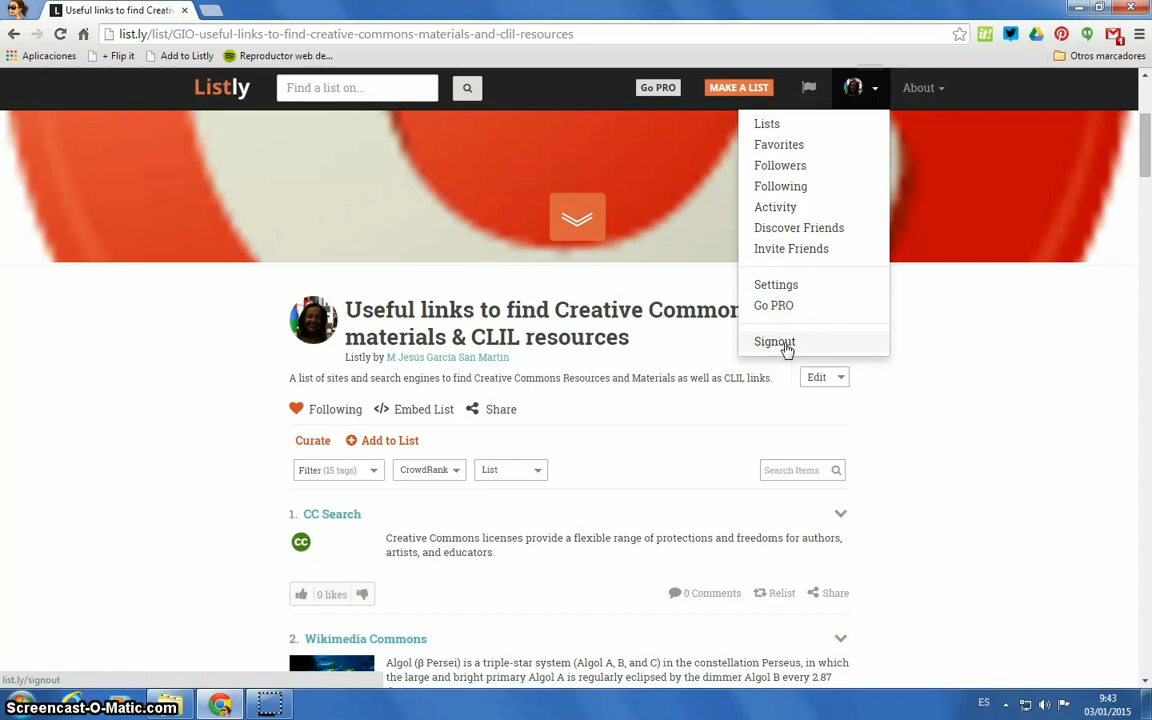 Useful links to find Creativ
list.ly/list/GIO-useful-links-to-find-creative-commons-materials-and-clil-resources
Aplicaciones
+ Flip it
Add to Listly
Reproductor web de...
Otros marcadores
Listly
Find a list on...
Go PRO
MAKE A LIST
About
Lists
Favorites
Followers
Following
Activity
Discover Friends
Invite Friends
Settings
Go PRO
Signout
Useful links to find Creative Common
materials & CLIL resources
Listly by M Jesús García San Martín
A list of sites and search engines to find Creative Commons Resources and Materials as well as CLIL links.
Edit
Following
Embed List
Share
Curate
Add to List
Filter (15 tags)
CrowdRank
List
Search Items
1. CC Search
cc
Creative Commons licenses provide a flexible range of protections and freedoms for authors,
artists, and educators.
0 likes
0 Comments
Relist
Share
2. Wikimedia Commons
Algol (β Persei) is a triple-star system (Algol A, B, and C) in the constellation Perseus, in which
the large and bright primary Algol A is regularly eclipsed by the dimmer Algol B every 2.87
list.ly/signout
ES
9:43
03/01/2015
Screencast-O-Matic.com